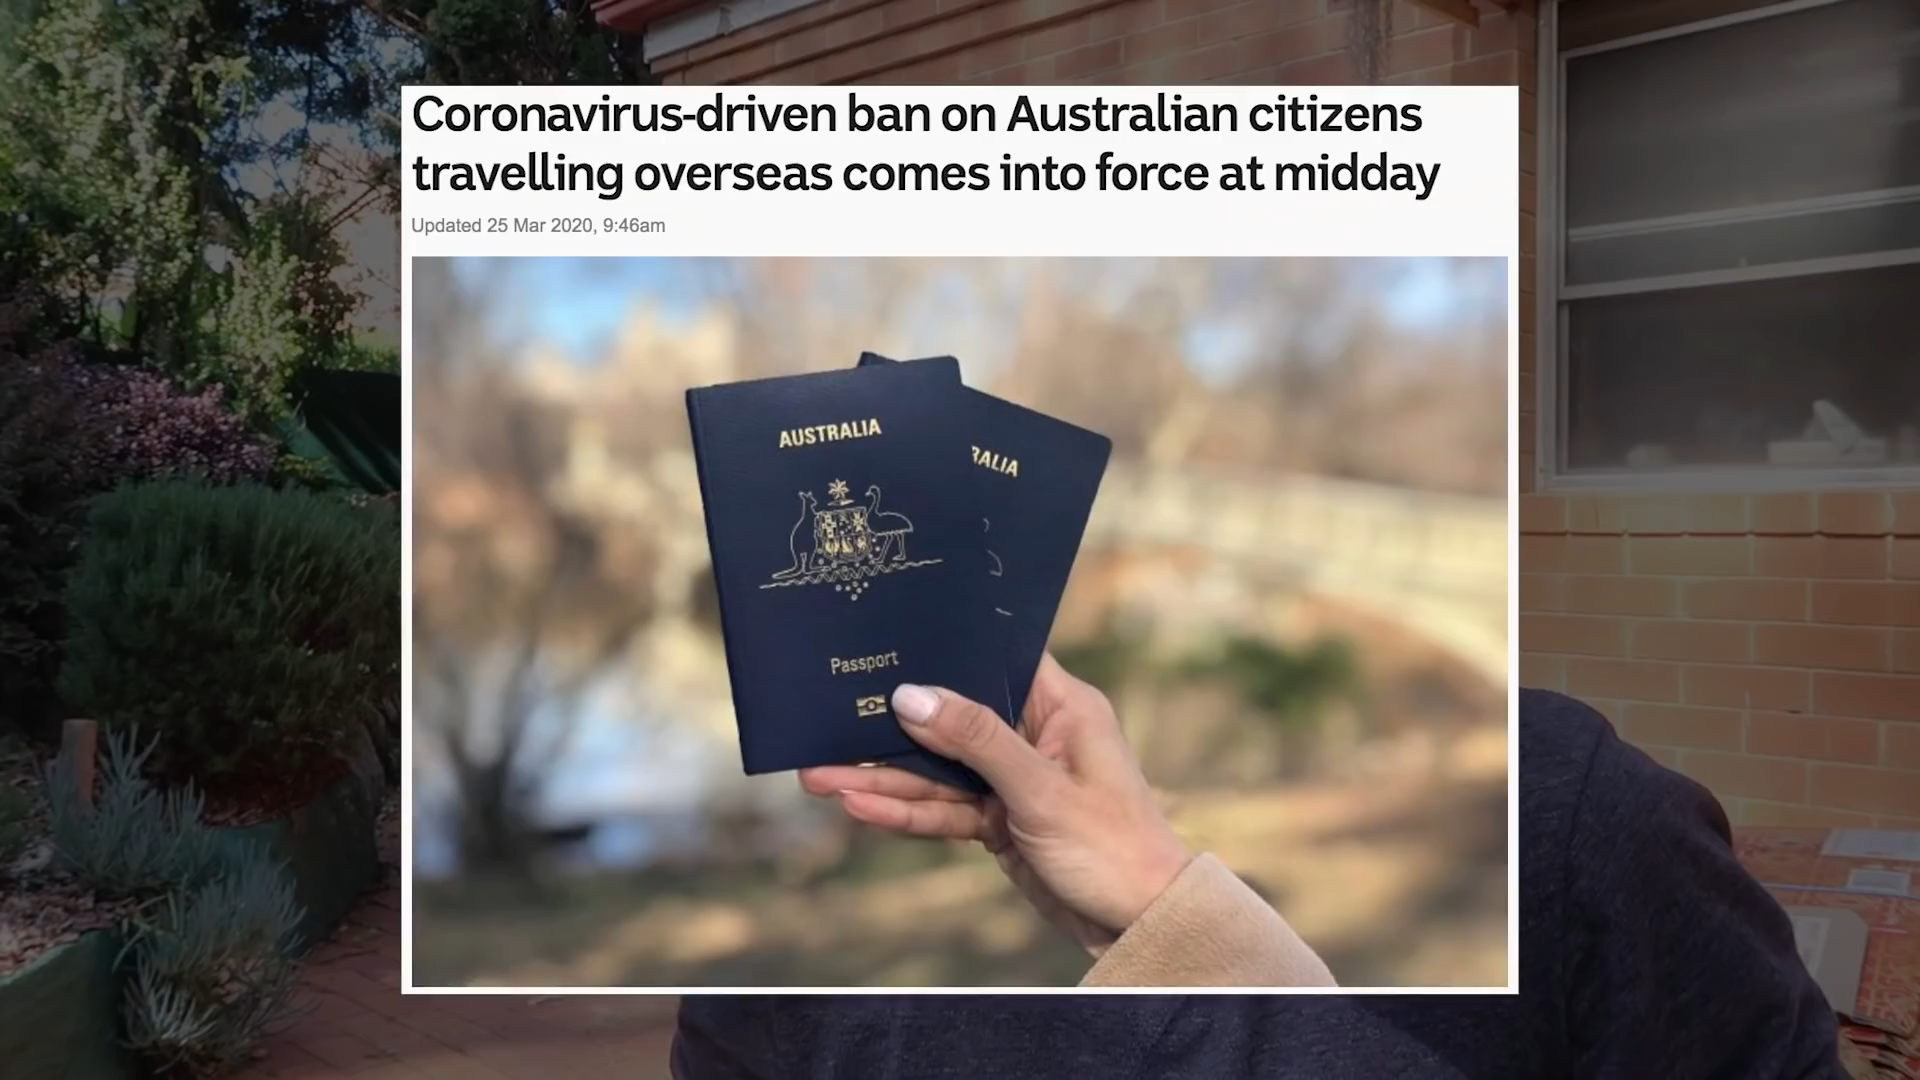 Coronavirus-driven ban on Australian citizens
travelling overseas comes into force at midday
Updated 25 Mar 2020, 9:46am
AUSTRALIA
RALIA
Passport